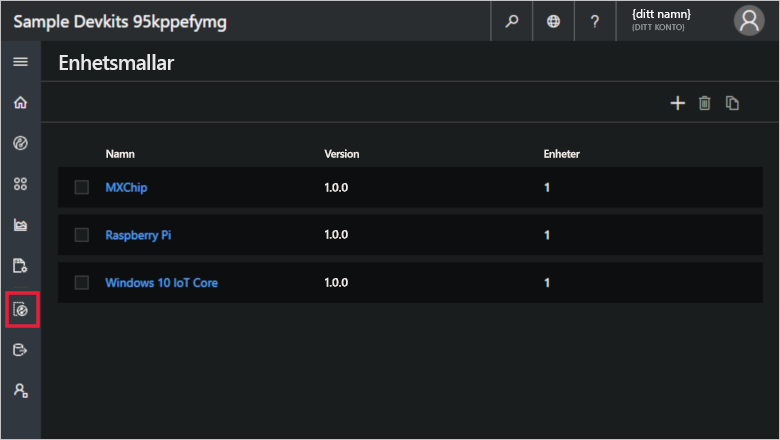 Sample Devkits 95kppefymg
?
{ditt namn}
(DITT KONTO)
Enhetsmallar
Namn Version Enheter
MXChip 1.0.0 1
Raspberry Pi 1.0.0 1
Windows 10 IoT Core 1.0.0 1